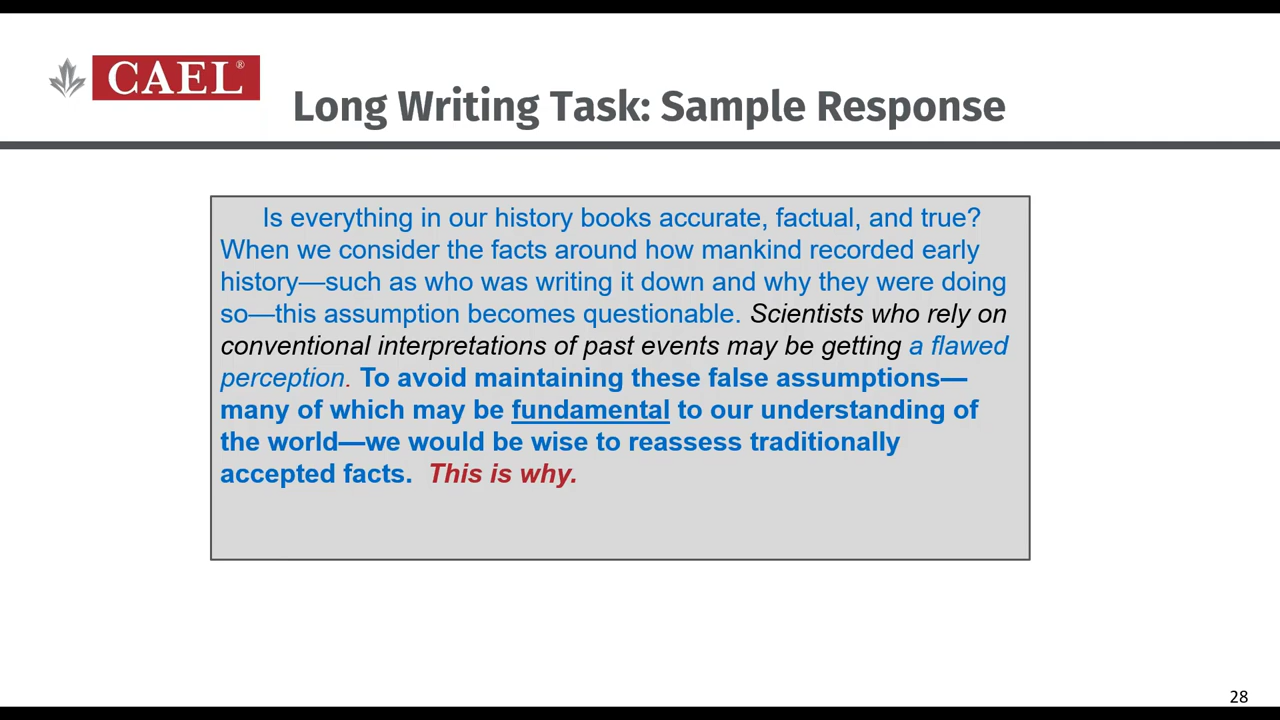 CAEL®
Long Writing Task: Sample Response
Is everything in our history books accurate, factual, and true?
When we consider the facts around how mankind recorded early
history—such as who was writing it down and why they were doing
so—this assumption becomes questionable. Scientists who rely on
conventional interpretations of past events may be getting a flawed
perception. To avoid maintaining these false assumptions—
many of which may be fundamental to our understanding of
the world—we would be wise to reassess traditionally
accepted facts. This is why.
28